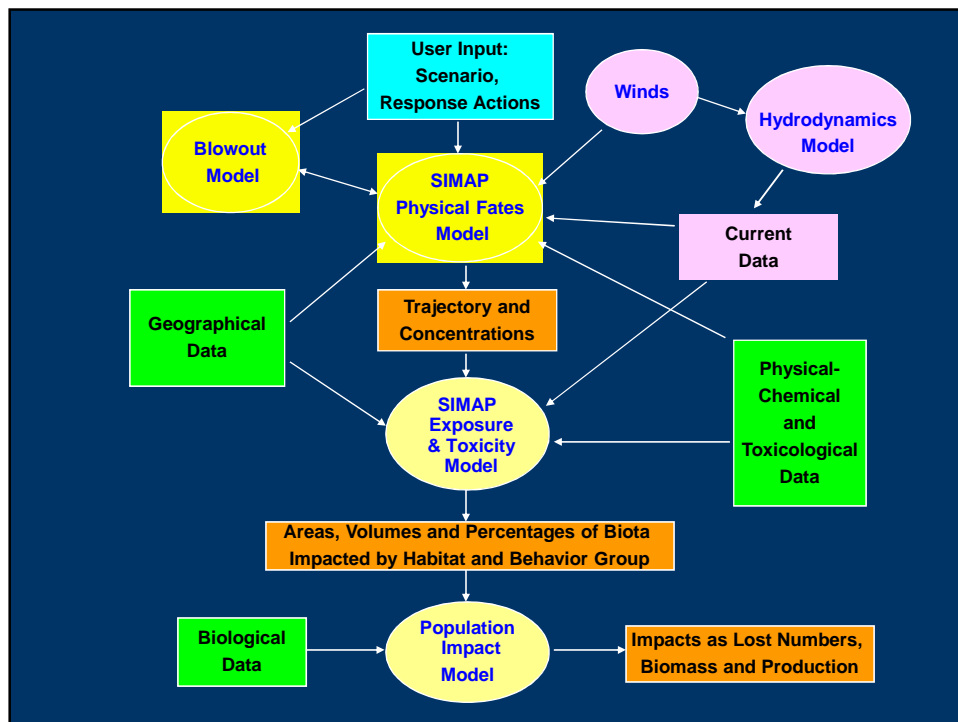 User Input:
Scenario,
Response Actions
Winds
Hydrodynamics
Model
Blowout
Model
SIMAP
Physical Fates
Model
Current
Data
Geographical
Data
Trajectory and
Concentrations
Physical-
Chemical
and
Toxicological
Data
SIMAP
Exposure
& Toxicity
Model
Areas, Volumes and Percentages of Biota
Impacted by Habitat and Behavior Group
Biological
Data
Population
Impact
Model
Impacts as Lost Numbers,
Biomass and Production